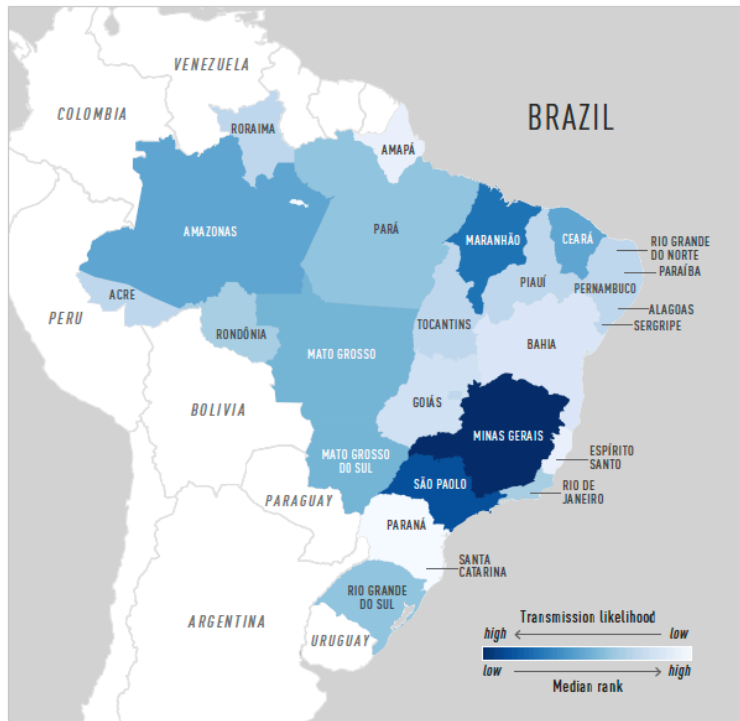 VENEZUELA
COLOMBIA
BRAZIL
RORAIMA
AMAPÁ
AMAZONAS
PARÁ
MARANHÃO
CEARÁ
RIO GRANDE
DO NORTE
PARAÍBA
PIAUÍ
PERNAMBUCO
ACRE
ALAGOAS
SERGRIPE
PERU
TOCANTINS
RONDÔNIA
BAHIA
MATO GROSSO
GOIÁS
BOLIVIA
MINAS GERAIS
ESPÍRITO
SANTO
MATO GROSSO
DO SUL
SÃO PAOLO
RIO DE
JANEIRO
PARAGUAY
PARANÁ
SANTA
CATARINA
RIO GRANDE
DO SUL
ARGENTINA
URUGUAY
Transmission likelihood
high low
low high
Median rank